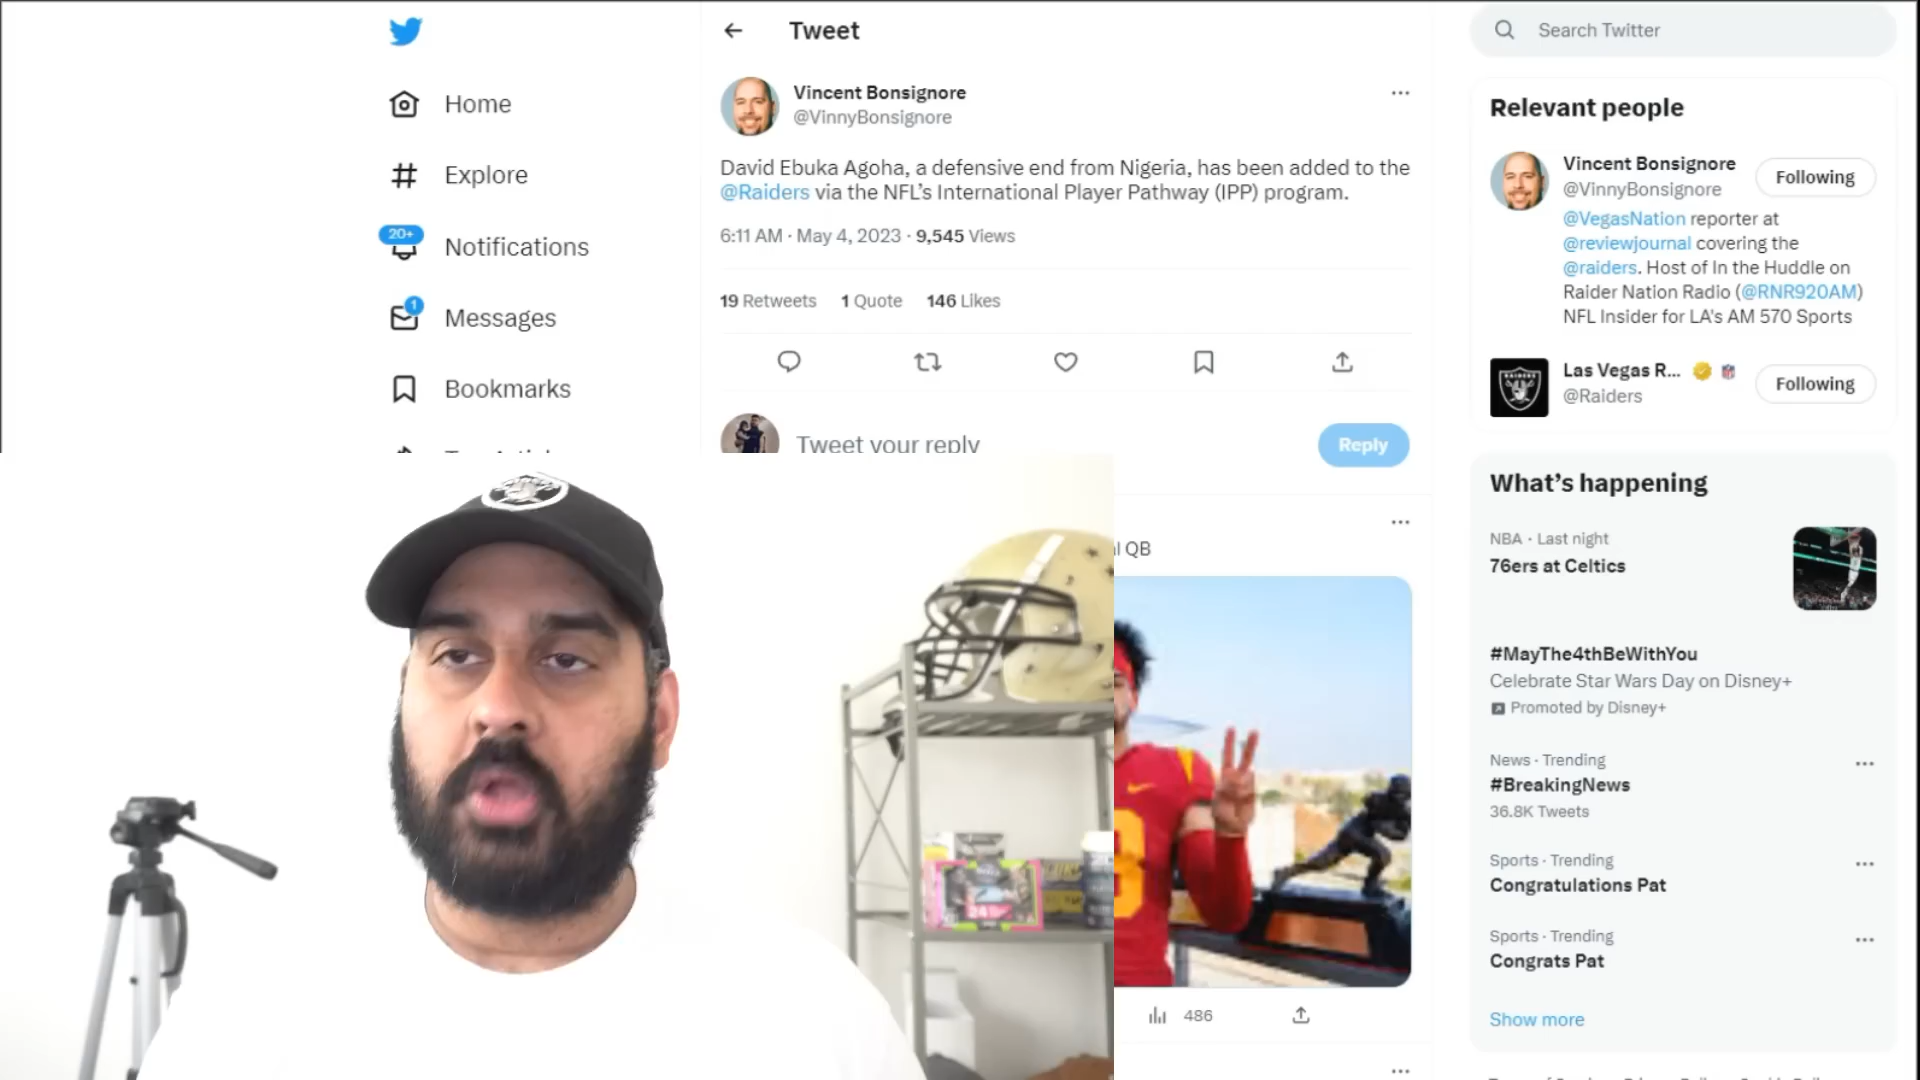 Tweet
Search Twitter
Home
Explore
20+
Notifications
1
Messages
Bookmarks
Vincent Bonsignore
@VinnyBonsignore
David Ebuka Agoha, a defensive end from Nigeria, has been added to the
@Raiders via the NFL’s International Player Pathway (IPP) program.
6:11 AM · May 4, 2023 · 9,545 Views
19 Retweets 1 Quote 146 Likes
Tweet your reply
Reply
QB
24
486
Relevant people
Vincent Bonsignore
@VinnyBonsignore
Following
@VegasNation reporter at
@reviewjournal covering the
@raiders. Host of In the Huddle on
Raider Nation Radio (@RNR920AM)
NFL Insider for LA's AM 570 Sports
RAIDERS
Las Vegas R...
@Raiders
Following
What’s happening
NBA · Last night
76ers at Celtics
#MayThe4thBeWithYou
Celebrate Star Wars Day on Disney+
Promoted by Disney+
News · Trending
#BreakingNews
36.8K Tweets
Sports · Trending
Congratulations Pat
Sports · Trending
Congrats Pat
Show more